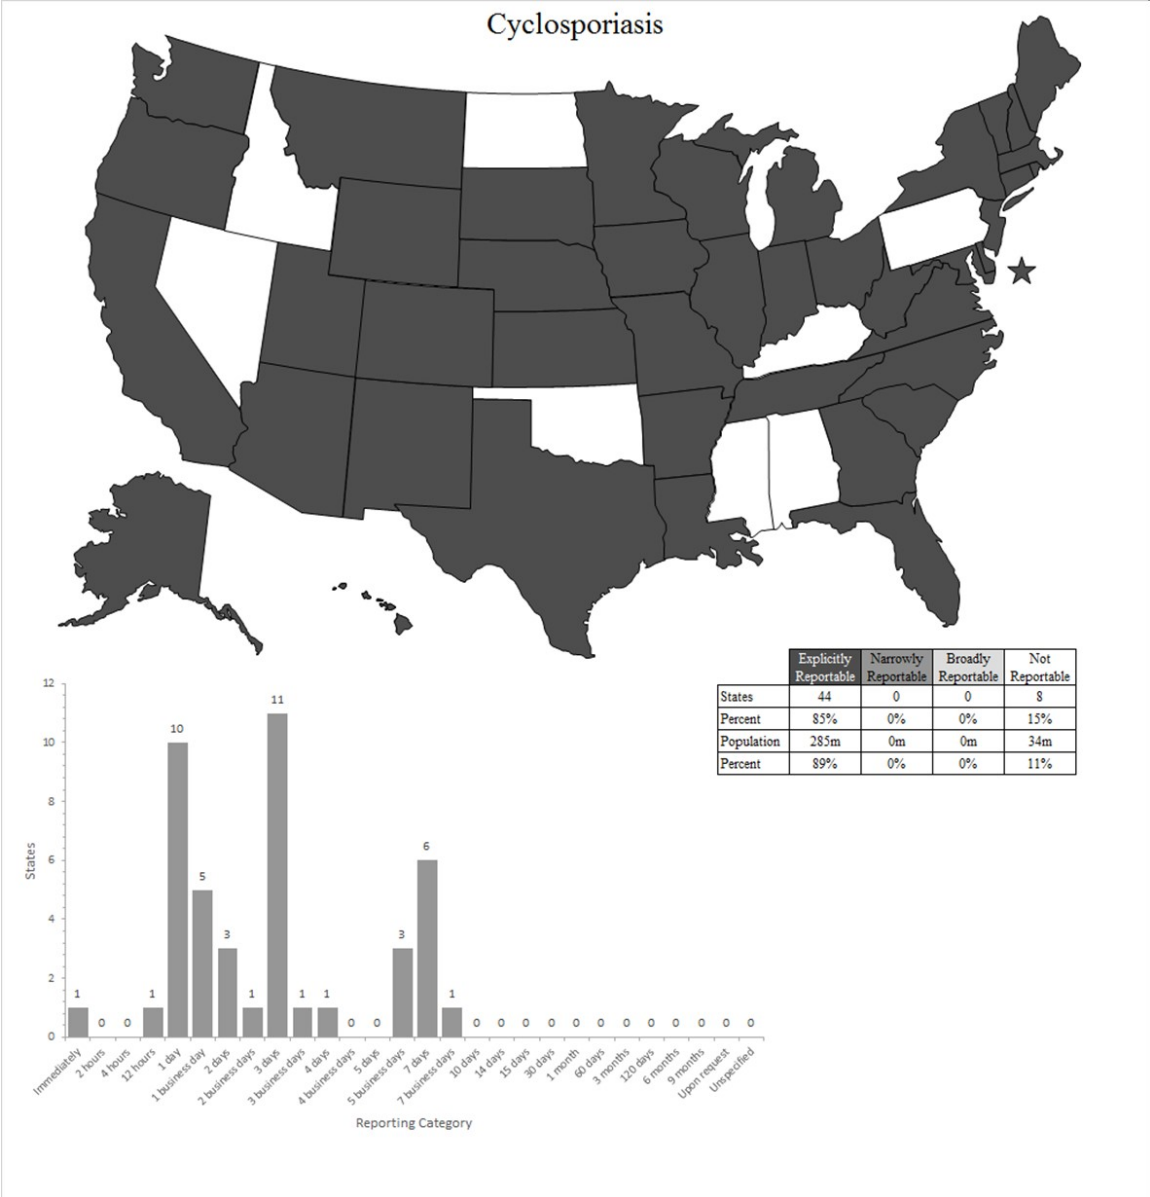 Cyclosporiasis
Explicitly Reportable Narrowly Reportable Broadly Reportable Not Reportable
States 44 0 0 8
Percent 85% 0% 0% 15%
Population 285m 0m 0m 34m
Percent 89% 0% 0% 11%
12
10
8
6
4
2
0
States
1 0 0 1 10 5 3 1 11 1 1 0 0 3 6 1 0 0 0 0 0 0 0 0 0 0 0 0
Immediately
2 hours
4 hours
12 hours
1 day
1 business day
2 days
2 business days
3 days
3 business days
4 days
4 business days
5 days
5 business days
7 days
7 business days
10 days
14 days
15 days
30 days
1 month
60 days
3 months
120 days
6 months
9 months
Upon request
Unspecified
Reporting Category